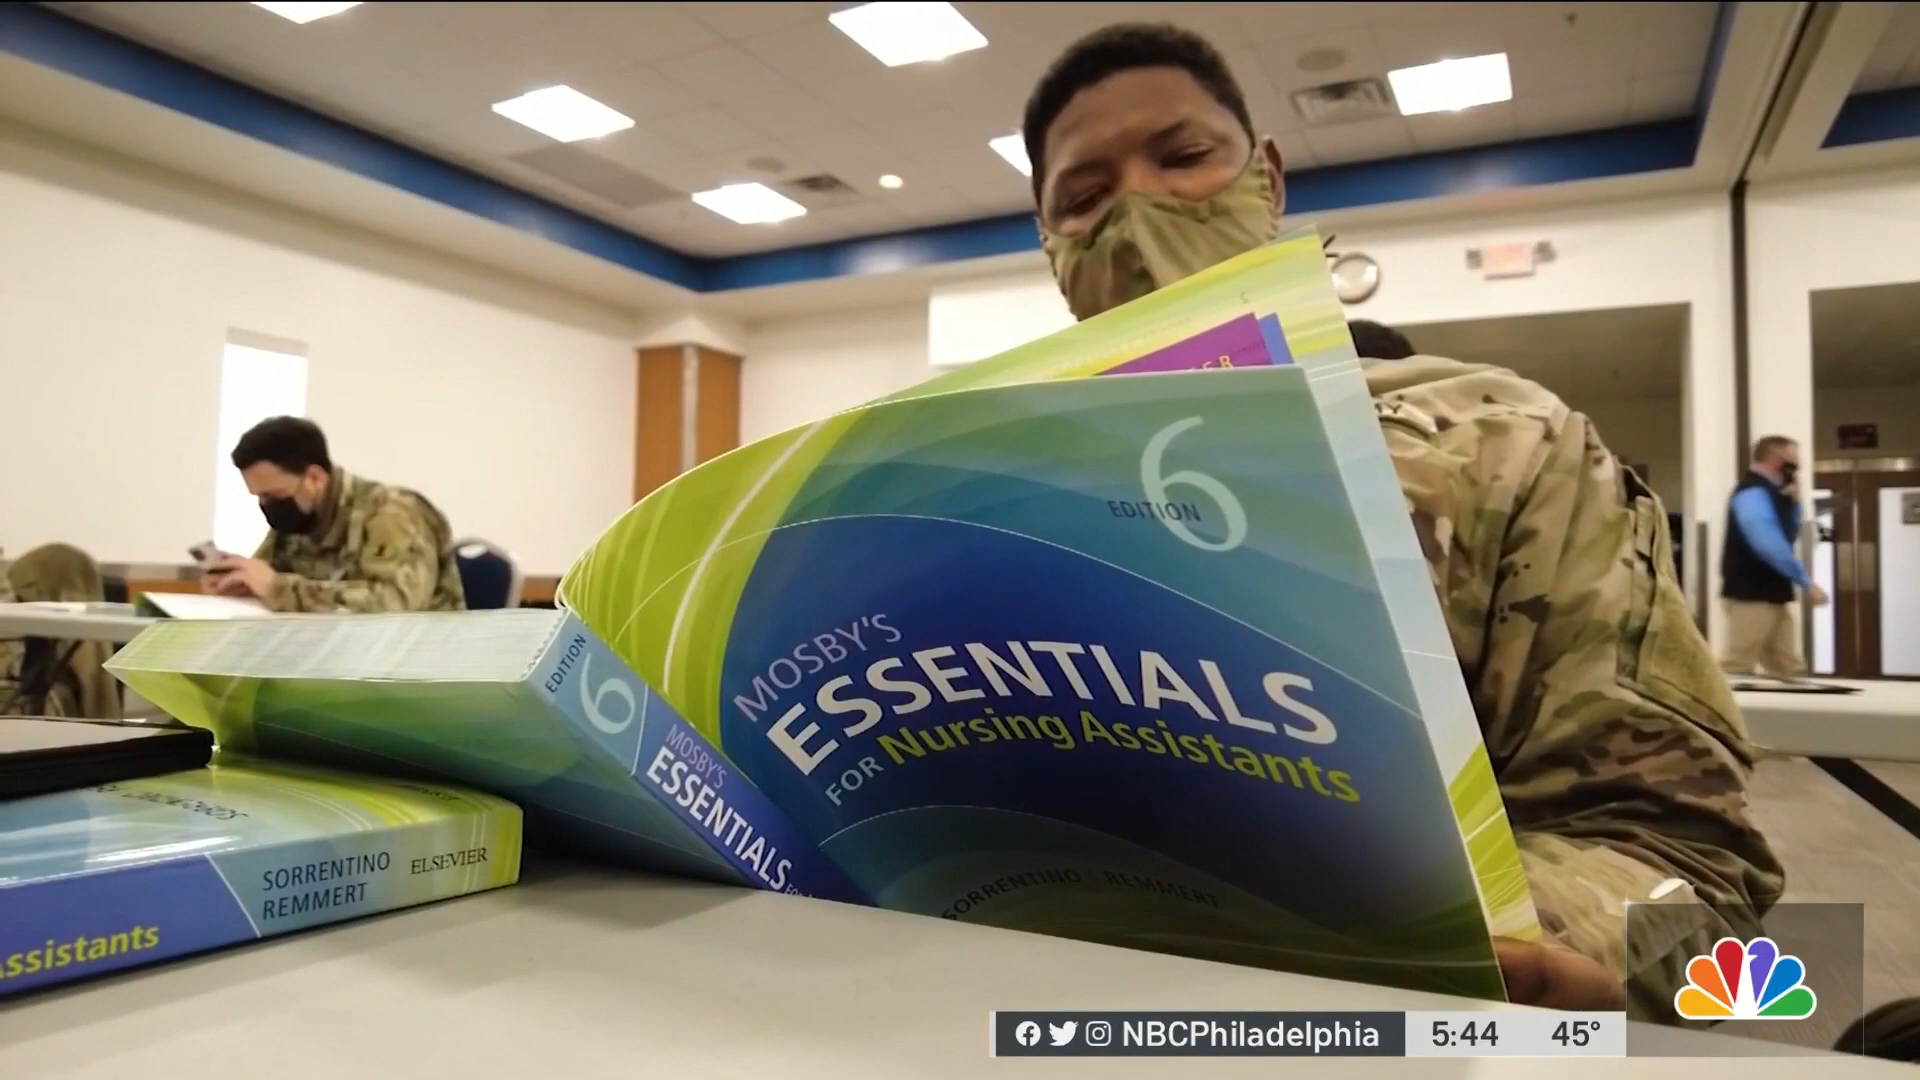 6
EDITION
MOSBY'S
ESSENTIALS
FOR Nursing Assistants
SORRENTINO REMMERT
EDITION
6
MOSBY'S
ESSENTIALS
SORRENTINO
REMMERT
ELSEVIER
Assistants
NBCPhiladelphia
5:44 45°